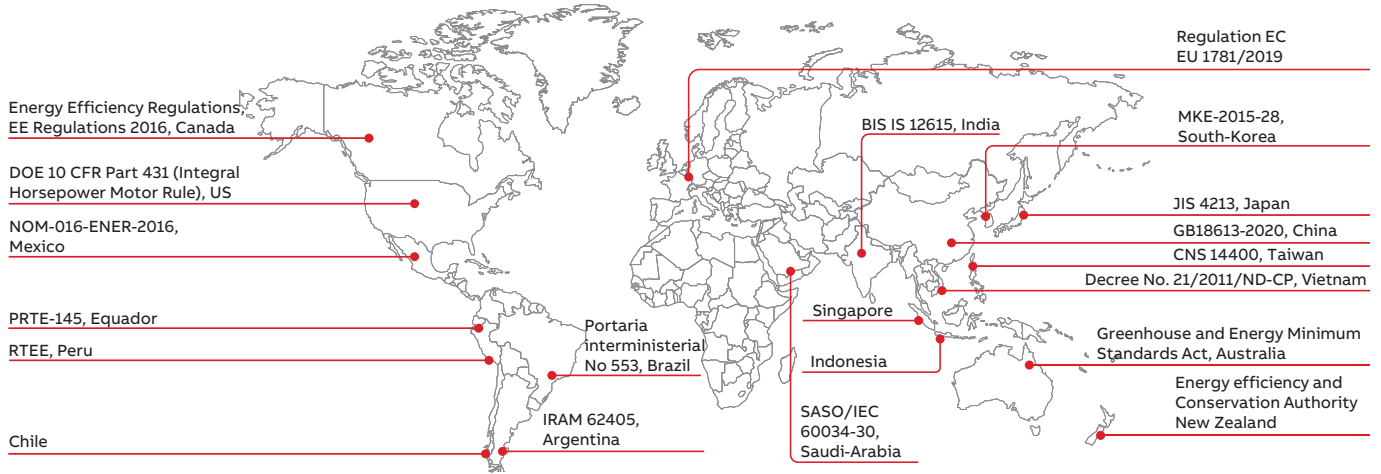 Regulation EC
EU 1781/2019
Energy Efficiency Regulations,
EE Regulations 2016, Canada
BIS IS 12615, India
MKE-2015-28,
South-Korea
DOE 10 CFR Part 431 (Integral
Horsepower Motor Rule), US
JIS 4213, Japan
NOM-016-ENER-2016,
Mexico
GB18613-2020, China
CNS 14400, Taiwan
Decree No. 21/2011/ND-CP, Vietnam
Singapore
PRTE-145, Equador
Portaria
interministerial
No 553, Brazil
Greenhouse and Energy Minimum
Standards Act, Australia
RTEE, Peru
Indonesia
Energy efficiency and
Conservation Authority
New Zealand
SASO/IEC
60034-30,
Saudi-Arabia
IRAM 62405,
Argentina
Chile